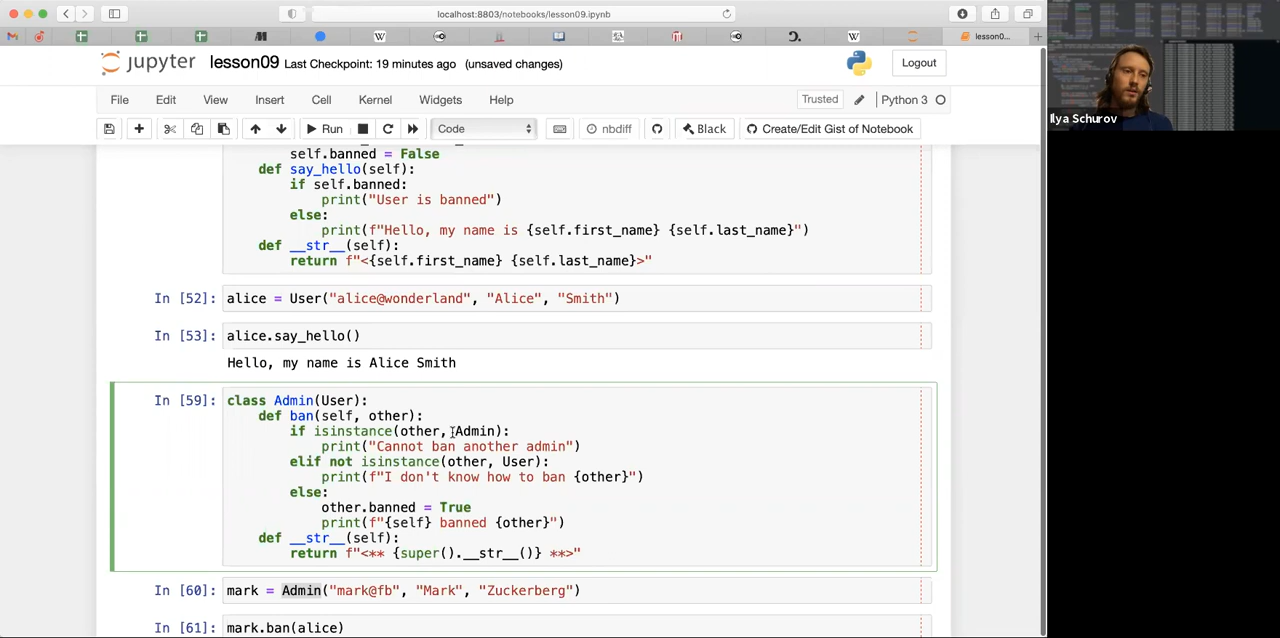 localhost:8803/notebooks/lesson09.ipynb
lesson0...
jupyter lesson09 Last Checkpoint: 19 minutes ago (unsaved changes)
Logout
File Edit View Insert Cell Kernel Widgets Help
Trusted
Python 3
Run
Code
nbdiff
Black
Create/Edit Gist of Notebook
Ilya Schurov
self.banned = False
def say_hello(self):
if self.banned:
print("User is banned")
else:
print(f"Hello, my name is {self.first_name} {self.last_name}")
def __str__(self):
return f"<{self.first_name} {self.last_name}>"
In [52]: alice = User("alice@wonderland", "Alice", "Smith")
In [53]: alice.say_hello()
Hello, my name is Alice Smith
In [59]: class Admin(User):
def ban(self, other):
if isinstance(other, Admin):
print("Cannot ban another admin")
elif not isinstance(other, User):
print(f"I don't know how to ban {other}")
else:
other.banned = True
print(f"{self} banned {other}")
def __str__(self):
return f"<** {super().__str__()} **>"
In [60]: mark = Admin("mark@fb", "Mark", "Zuckerberg")
In [61]: mark.ban(alice)